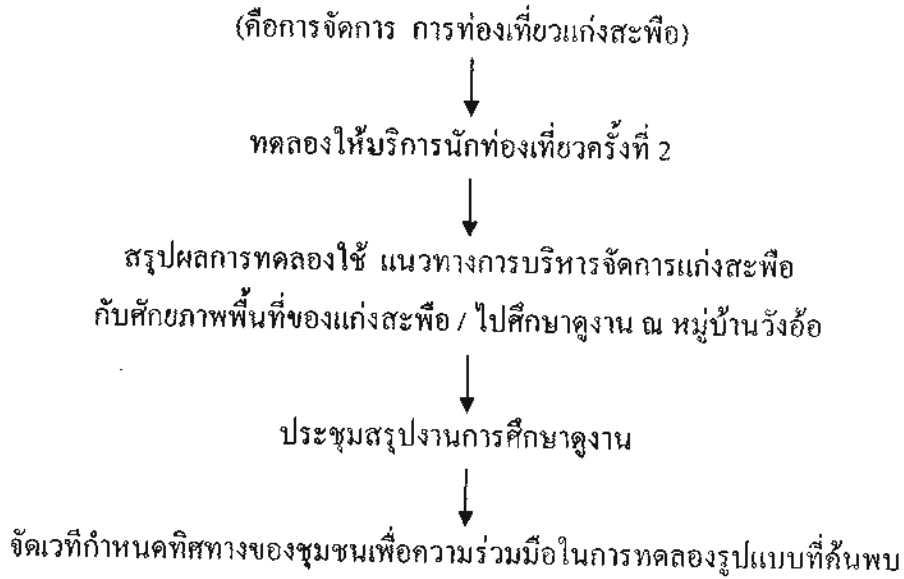 (คือการจัดการ การท่องเที่ยวแก่งสะพือ)
ทดลองให้บริการนักท่องเที่ยวครั้งที่ 2
สรุปผลการทดลองใช้ แนวทางการบริหารจัดการแก่งสะพือ
กับศักยภาพพื้นที่ของแก่งสะพือ / ไปศึกษาดูงาน ณ หมู่บ้านวังอ้อ
ประชุมสรุปงานการศึกษาดูงาน
จัดเวทีกำหนดทิศทางของชุมชนเพื่อความร่วมมือในการทดลองรูปแบบที่ค้นพบ